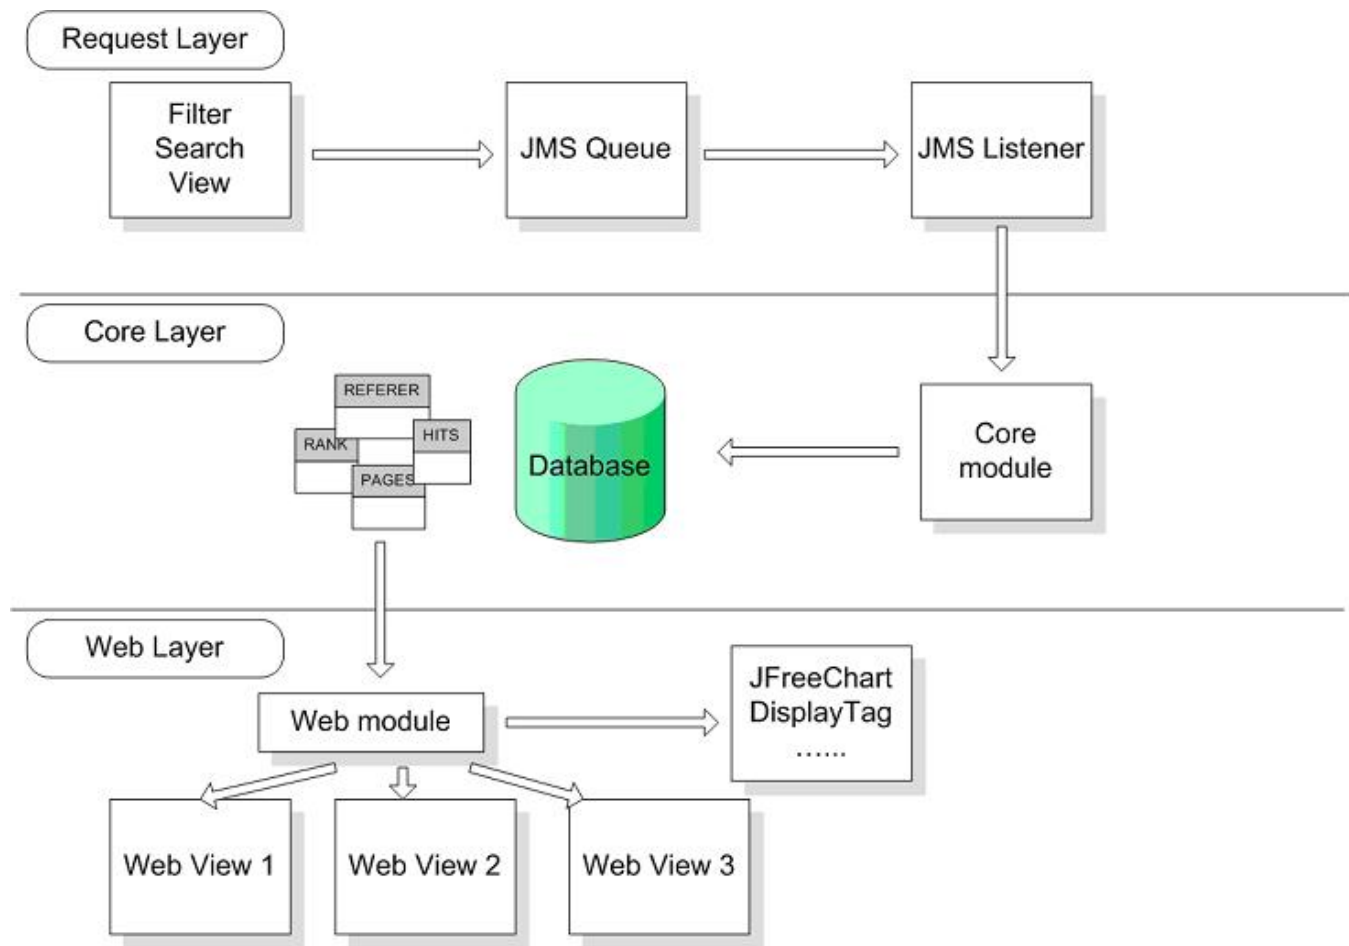 Request Layer
Filter
Search
View
JMS Queue
JMS Listener
Core Layer
REFERER
HITS
RANK
PAGES
Database
Core
module
Web Layer
Web module
JFreeChart
DisplayTag
......
Web View 1
Web View 2
Web View 3